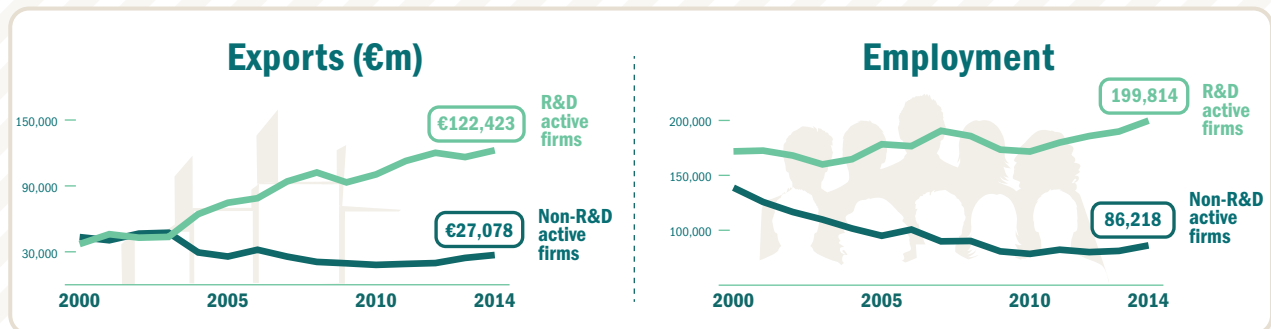 Exports (€m)
150,000
90,000
30,000
€122,423
R&D
active
firms
€27,078
Non-R&D
active
firms
2000
2005
2010
2014
Employment
200,000
150,000
100,000
199,814
R&D
active
firms
86,218
Non-R&D
active
firms
2000
2005
2010
2014